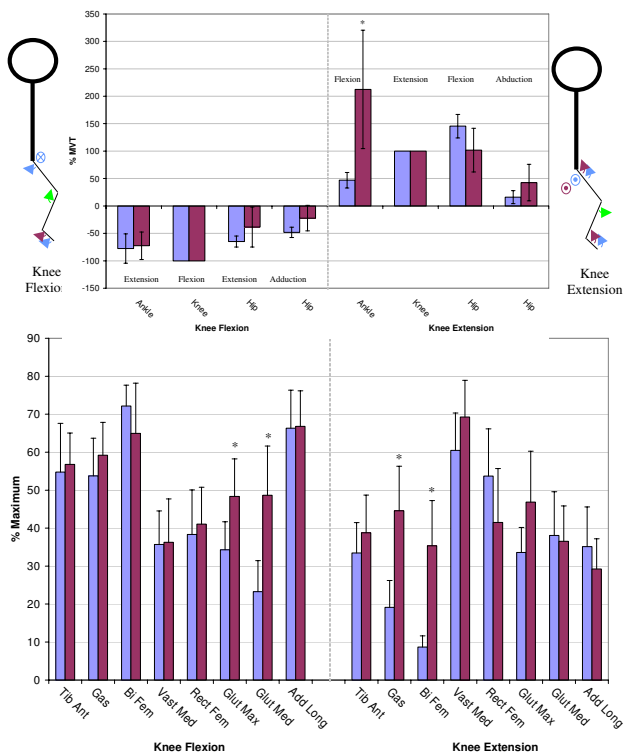 350
300
250
200
150
100
50
0
-50
-100
-150
% MVT
*
Flexion Extension Flexion Abduction
Extension Flexion Extension Adduction
Ankle Knee Hip Hip Ankle Knee Hip Hip
Knee Flexion Knee Extension
Knee
Flexion
Knee
Extension
90
80
70
60
50
40
30
20
10
0
% Maximum
* * * *
Tib Ant Gas Bi Fem Vast Med Rect Fem Glut Max Glut Med Add Long Tib Ant Gas Bi Fem Vast Med Rect Fem Glut Max Glut Med Add Long
Knee Flexion Knee Extension